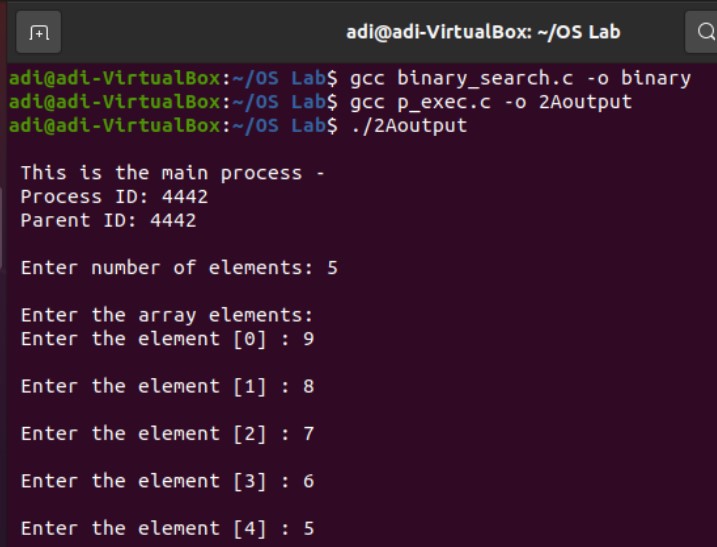 adi@adi-VirtualBox: ~/OS Lab
adi@adi-VirtualBox:~/OS Lab$ gcc binary_search.c -o binary
adi@adi-VirtualBox:~/OS Lab$ gcc p_exec.c -o 2Aoutput
adi@adi-VirtualBox:~/OS Lab$ ./2Aoutput
This is the main process -
Process ID: 4442
Parent ID: 4442
Enter number of elements: 5
Enter the array elements:
Enter the element [0] : 9
Enter the element [1] : 8
Enter the element [2] : 7
Enter the element [3] : 6
Enter the element [4] : 5